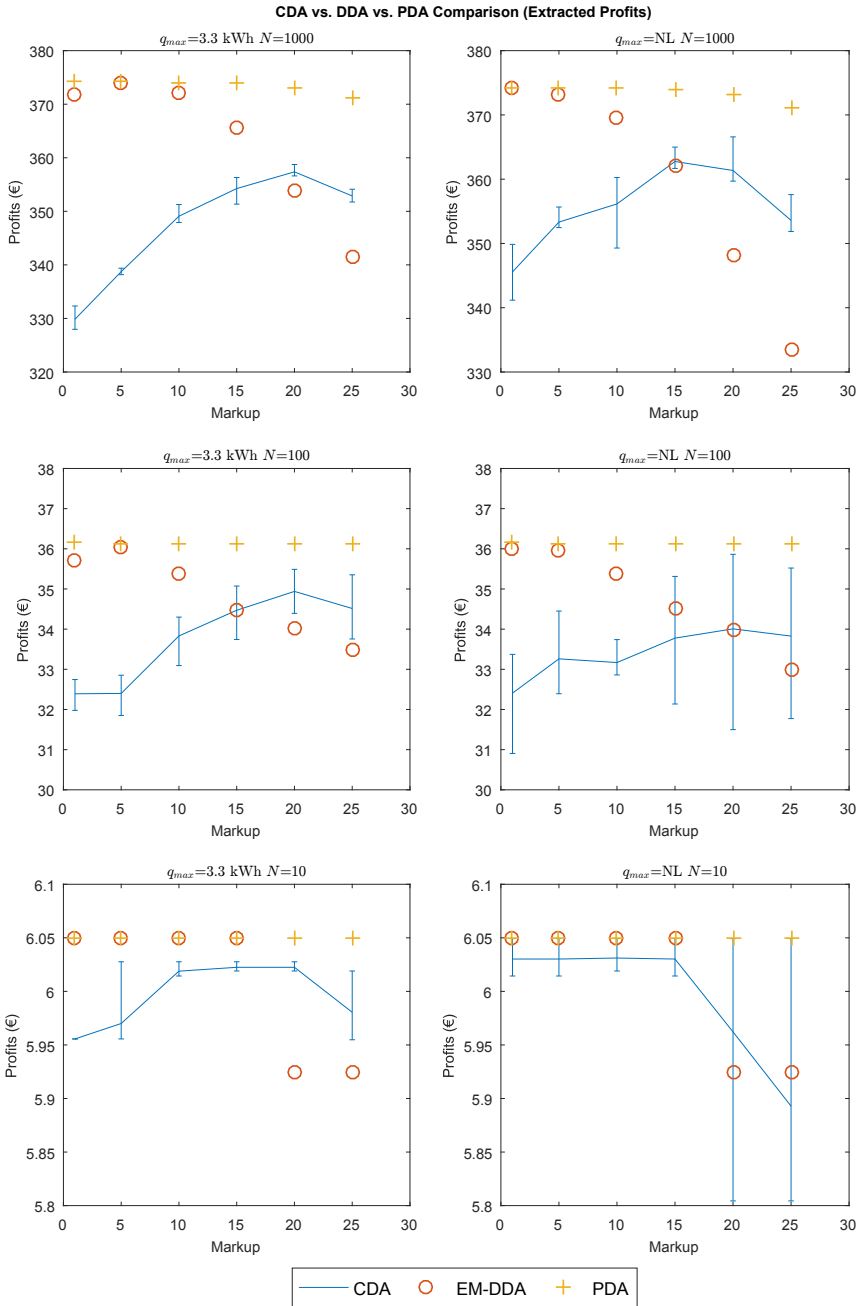 CDA vs. DDA vs. PDA Comparison (Extracted Profits)
q_max=3.3 kWh N=1000
380
370
360
350
340
330
320
Profits (€)
0 5 10 15 20 25 30
Markup
q_max=NL N=1000
380
370
360
350
340
330
Profits (€)
0 5 10 15 20 25 30
Markup
q_max=3.3 kWh N=100
38
37
36
35
34
33
32
31
30
Profits (€)
0 5 10 15 20 25 30
Markup
q_max=NL N=100
38
37
36
35
34
33
32
31
30
Profits (€)
0 5 10 15 20 25 30
Markup
q_max=3.3 kWh N=10
6.1
6.05
6
5.95
5.9
5.85
5.8
Profits (€)
0 5 10 15 20 25 30
Markup
q_max=NL N=10
6.1
6.05
6
5.95
5.9
5.85
5.8
Profits (€)
0 5 10 15 20 25 30
Markup
CDA EM-DDA PDA